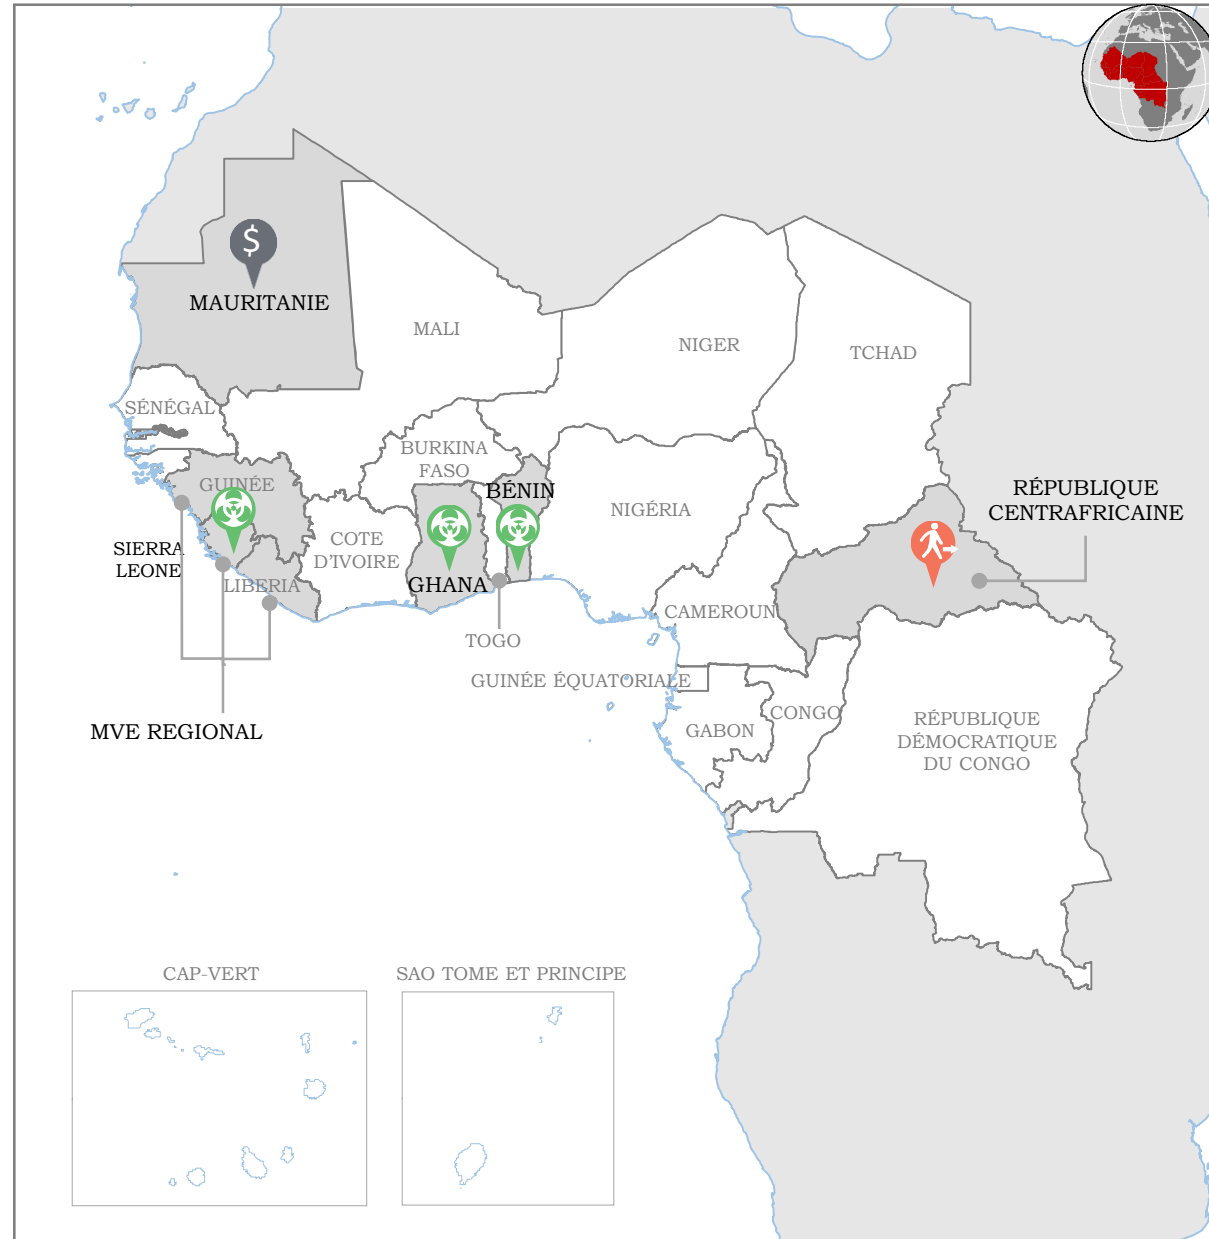 $
MAURITANIE
MALI
NIGER
TCHAD
SÉNÉGAL
BURKINA
FASO
GUINÉE
BÉNIN
NIGÉRIA
RÉPUBLIQUE
CENTRAFRICAINE
SIERRA
LEONE
COTE
D'IVOIRE
LIBERIA
GHANA
CAMEROUN
TOGO
GUINÉE ÉQUATORIALE
CONGO
GABON
RÉPUBLIQUE
DÉMOCRATIQUE
DU CONGO
MVE REGIONAL
CAP-VERT
SAO TOME ET PRINCIPE